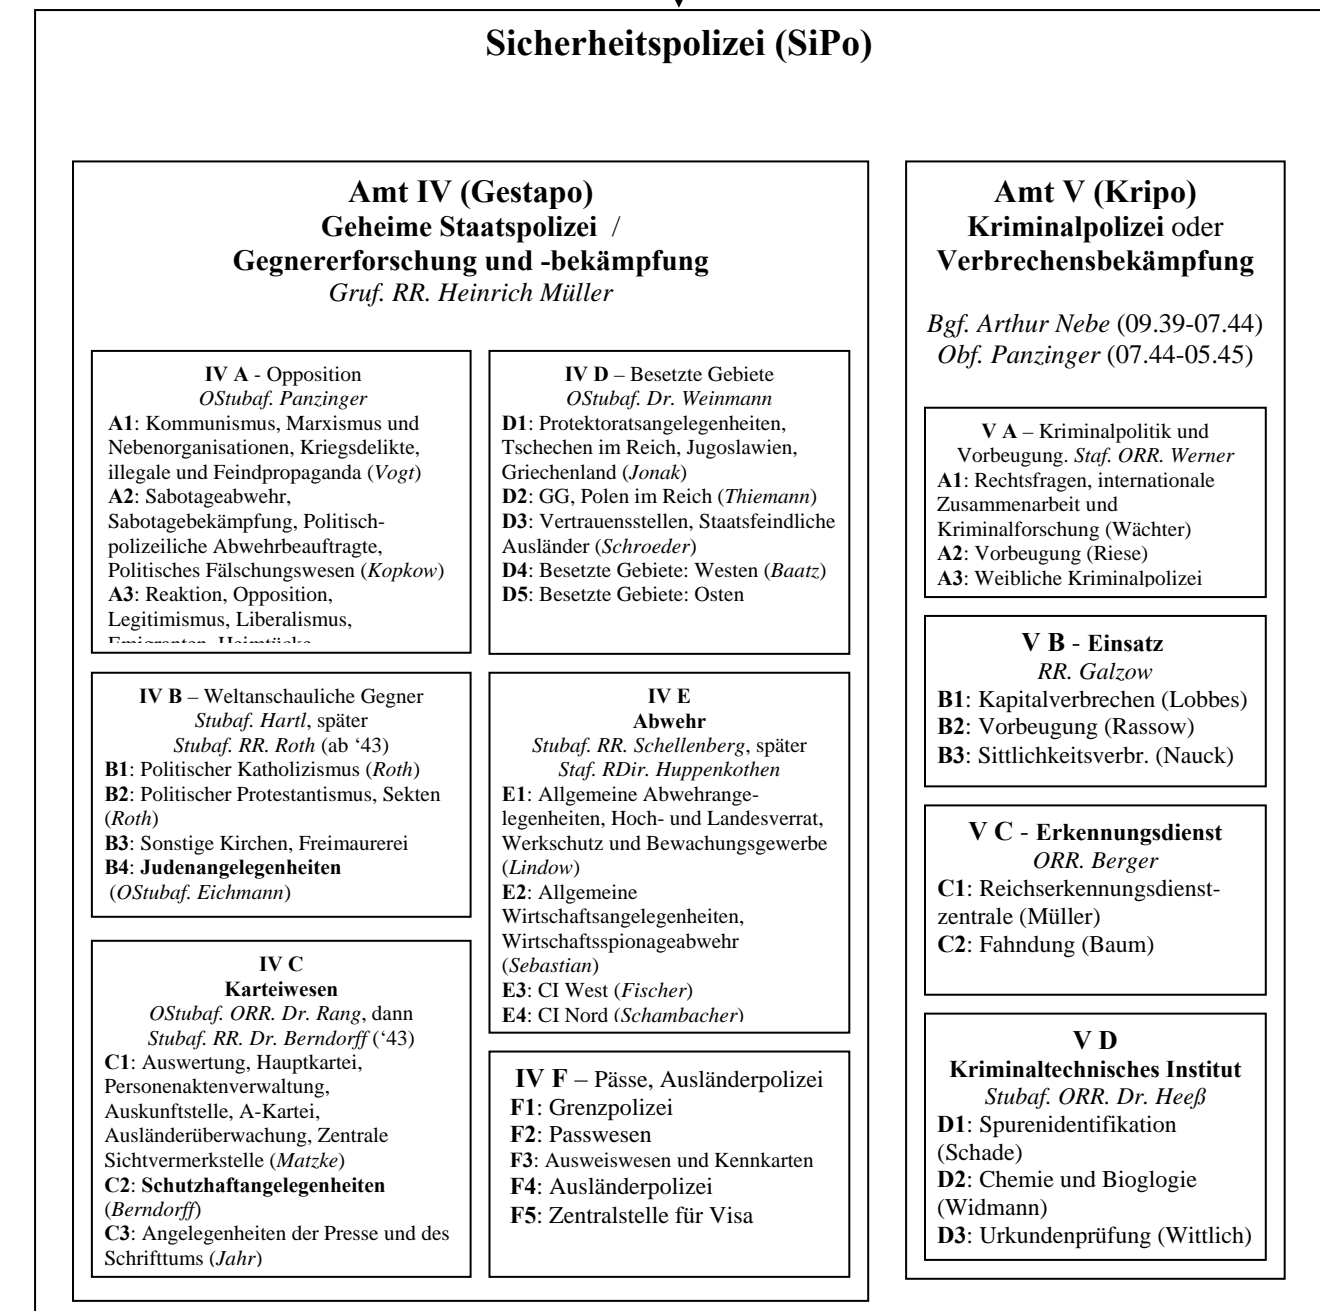 Sicherheitspolizei (SiPo)
Amt IV (Gestapo)
Geheime Staatspolizei /
Gegnererforschung und -bekämpfung
Gruf. RR. Heinrich Müller
IV A - Opposition
OStubaf. Panzinger
A1: Kommunismus, Marxismus und
Nebenorganisationen, Kriegsdelikte,
illegale und Feindpropaganda (Vogt)
A2: Sabotageabwehr,
Sabotagebekämpfung, Politisch-
polizeiliche Abwehrbeauftragte,
Politisches Fälschungswesen (Kopkow)
A3: Reaktion, Opposition,
Legitimismus, Liberalismus,
Emigranten, Heimtücke
IV B – Weltanschauliche Gegner
Stubaf. Hartl, später
Stubaf. RR. Roth (ab ‘43)
B1: Politischer Katholizismus (Roth)
B2: Politischer Protestantismus, Sekten
(Roth)
B3: Sonstige Kirchen, Freimaurerei
B4: Judenangelegenheiten
(OStubaf. Eichmann)
IV C
Karteiwesen
OStubaf. ORR. Dr. Rang, dann
Stubaf. RR. Dr. Berndorff (‘43)
C1: Auswertung, Hauptkartei,
Personenaktenverwaltung,
Auskunftstelle, A-Kartei,
Ausländerüberwachung, Zentrale
Sichtvermerkstelle (Matzke)
C2: Schutzhaftangelegenheiten
(Berndorff)
C3: Angelegenheiten der Presse und des
Schrifttums (Jahr)
IV D – Besetzte Gebiete
OStubaf. Dr. Weinmann
D1: Protektoratsangelegenheiten,
Tschechen im Reich, Jugoslawien,
Griechenland (Jonak)
D2: GG, Polen im Reich (Thiemann)
D3: Vertrauensstellen, Staatsfeindliche
Ausländer (Schroeder)
D4: Besetzte Gebiete: Westen (Baatz)
D5: Besetzte Gebiete: Osten
IV E
Abwehr
Stubaf. RR. Schellenberg, später
Staf. RDir. Huppenkothen
E1: Allgemeine Abwehrange-
legenheiten, Hoch- und Landesverrat,
Werkschutz und Bewachungsgewerbe
(Lindow)
E2: Allgemeine
Wirtschaftsangelegenheiten,
Wirtschaftsspionageabwehr
(Sebastian)
E3: CI West (Fischer)
E4: CI Nord (Schambacher)
IV F – Pässe, Ausländerpolizei
F1: Grenzpolizei
F2: Passwesen
F3: Ausweiswesen und Kennkarten
F4: Ausländerpolizei
F5: Zentralstelle für Visa
Amt V (Kripo)
Kriminalpolizei oder
Verbrechensbekämpfung
Bgf. Arthur Nebe (09.39-07.44)
Obf. Panzinger (07.44-05.45)
V A – Kriminalpolitik und
Vorbeugung. Staf. ORR. Werner
A1: Rechtsfragen, internationale
Zusammenarbeit und
Kriminalforschung (Wächter)
A2: Vorbeugung (Riese)
A3: Weibliche Kriminalpolizei
V B - Einsatz
RR. Galzow
B1: Kapitalverbrechen (Lobbes)
B2: Vorbeugung (Rassow)
B3: Sittlichkeitsverbr. (Nauck)
V C - Erkennungsdienst
ORR. Berger
C1: Reichserkennungsdienst-
zentrale (Müller)
C2: Fahndung (Baum)
V D
Kriminaltechnisches Institut
Stubaf. ORR. Dr. Heeß
D1: Spurenidentifikation
(Schade)
D2: Chemie und Bioglogie
(Widmann)
D3: Urkundenprüfung (Wittlich)